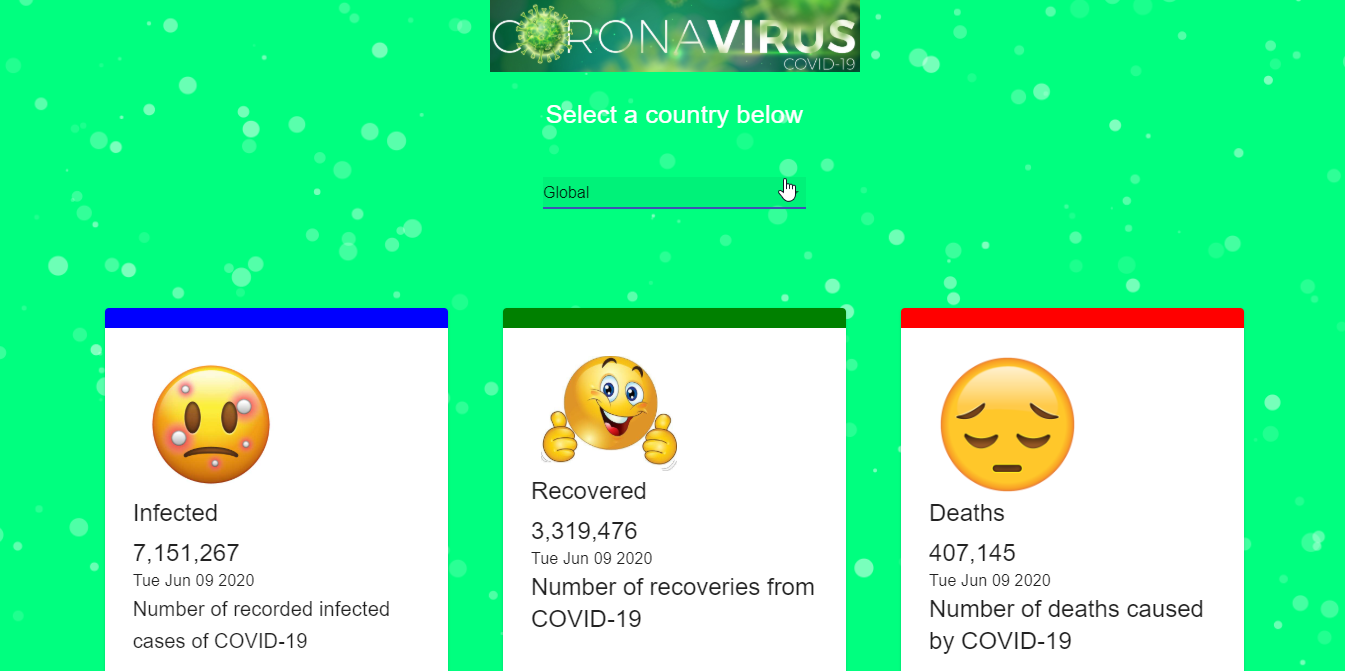 CORONAVIRUS
COVID-19
Select a country below
Global
Infected
7,151,267
Tue Jun 09 2020
Number of recorded infected
cases of COVID-19
Recovered
3,319,476
Tue Jun 09 2020
Number of recoveries from
COVID-19
Deaths
407,145
Tue Jun 09 2020
Number of deaths caused
by COVID-19